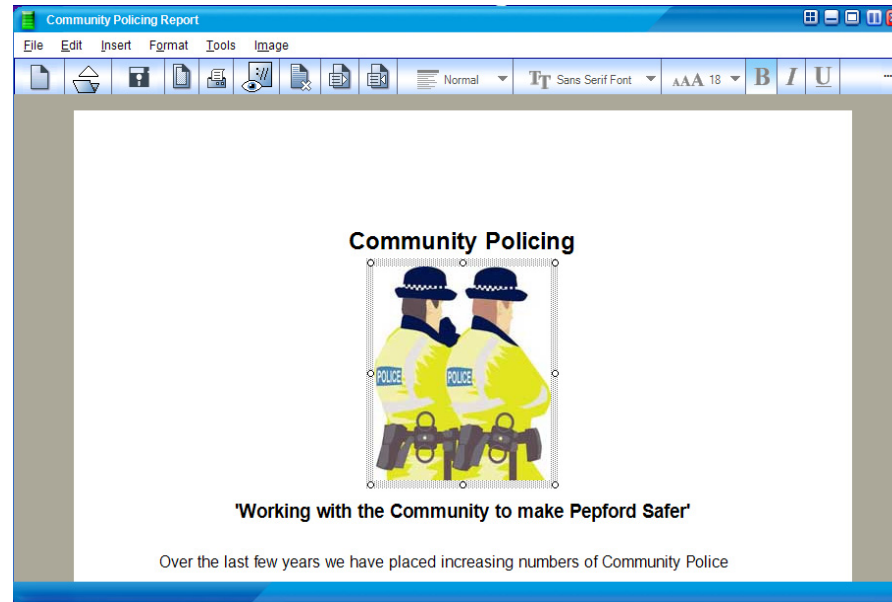 Community Policing Report
File Edit Insert Format Tools Image
Normal TT Sans Serif Font AAA 18 B I U
Community Policing
POLICE POLICE
'Working with the Community to make Pepford Safer'
Over the last few years we have placed increasing numbers of Community Police